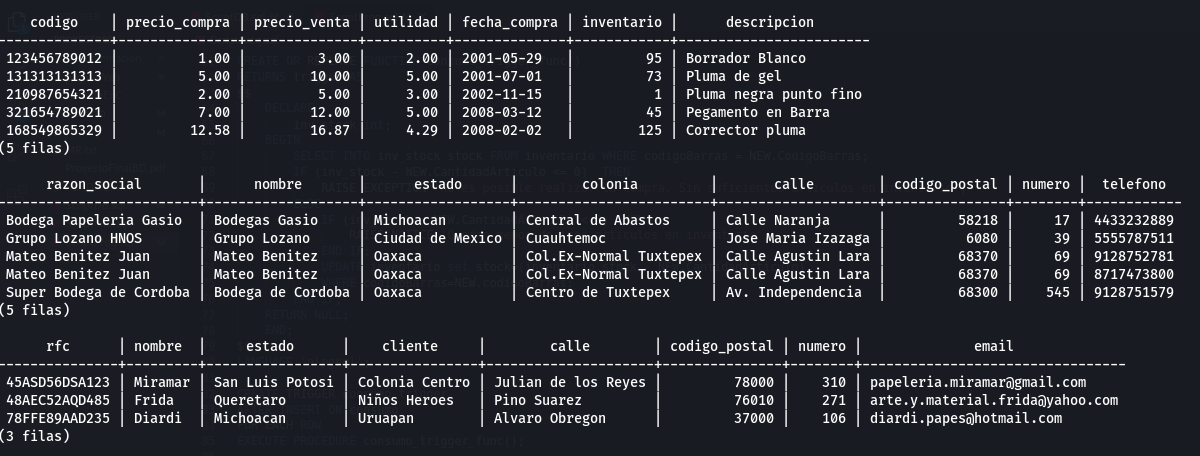 codigo | precio_compra | precio_venta | utilidad | fecha_compra | inventario | descripcion
123456789012 | 1.00 | 3.00 | 2.00 | 2001-05-29 | 95 | Borrador Blanco
131313131313 | 5.00 | 10.00 | 5.00 | 2001-07-01 | 73 | Pluma de gel
210987654321 | 2.00 | 5.00 | 3.00 | 2002-11-15 | 1 | Pluma negra punto fino
321654789021 | 7.00 | 12.00 | 5.00 | 2008-03-12 | 45 | Pegamento en Barra
168549865329 | 12.58 | 16.87 | 4.29 | 2008-02-02 | 125 | Corrector pluma
(5 filas)
razon_social | nombre | estado | colonia | calle | codigo_postal | numero | telefono
Bodega Papeleria Gasio | Bodegas Gasio | Michoacan | Central de Abastos | Calle Naranja | 58218 | 17 | 4433232889
Grupo Lozano HNOS | Grupo Lozano | Ciudad de Mexico | Cuauhtemoc | Jose Maria Izazaga | 6080 | 39 | 5555787511
Mateo Benitez Juan | Mateo Benitez | Oaxaca | Col.Ex-Normal Tuxtepex | Calle Agustin Lara | 68370 | 69 | 9128752781
Mateo Benitez Juan | Mateo Benitez | Oaxaca | Col.Ex-Normal Tuxtepex | Calle Agustin Lara | 68370 | 69 | 8717473800
Super Bodega de Cordoba | Bodega de Cordoba | Oaxaca | Centro de Tuxtepex | Av. Independencia | 68300 | 545 | 9128751579
(5 filas)
rfc | nombre | estado | cliente | calle | codigo_postal | numero | email
45ASD56DSA123 | Miramar | San Luis Potosi | Colonia Centro | Julian de los Reyes | 78000 | 310 | papeleria.miramar@gmail.com
48AEC52AQD485 | Frida | Queretaro | Niños Heroes | Pino Suarez | 76010 | 271 | arte.y.material.frida@yahoo.com
78FFE89AAD235 | Diardi | Michoacan | Uruapan | Alvaro Obregon | 37000 | 106 | diardi.papes@hotmail.com
(3 filas)